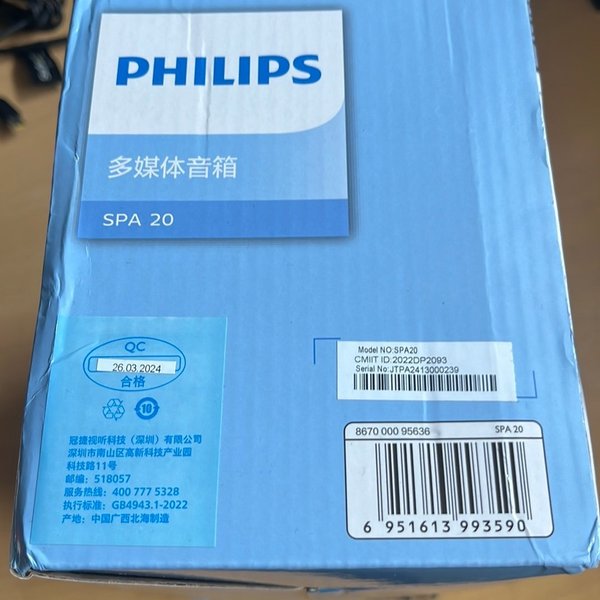 PHILIPS
多媒体音箱
SPA 20
QC
26.03.2024
合格
10
冠捷视听科技（深圳）有限公司
深圳市南山区高新科技产业园
科技路11号
邮编：518057
服务热线：400 777 5328
执行标准：GB4943.1-2022
产地：中国广西北海制造
Model NO:SPA20
CMIIT ID:2022DP2093
Serial No:JTPA2413000239
8670 000 95636 SPA 20
6 951613 993590